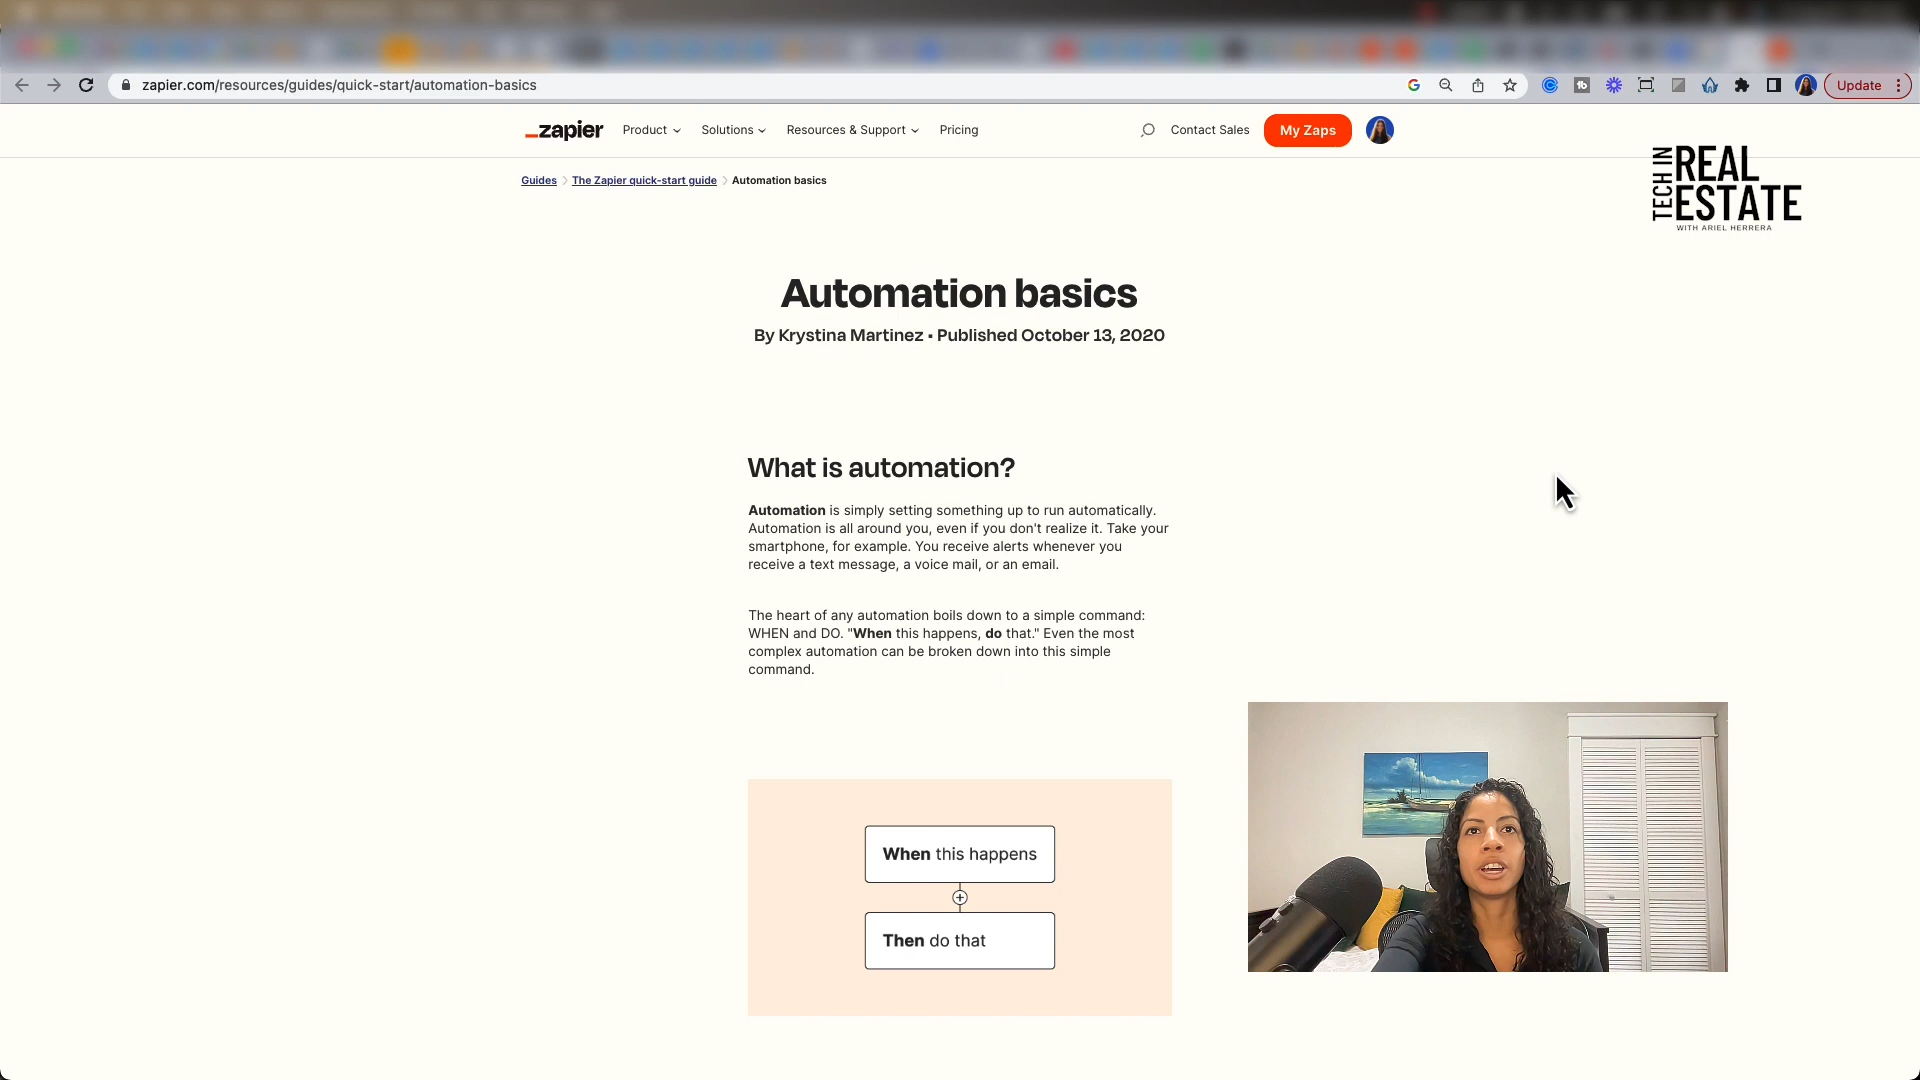 zapier.com/resources/guides/quick-start/automation-basics
Update
zapier
Product
Solutions
Resources & Support
Pricing
Contact Sales
My Zaps
Guides
The Zapier quick-start guide
Automation basics
TECH IN
REAL
ESTATE
WITH ARIEL HERRERA
Automation basics
By Krystina Martinez • Published October 13, 2020
What is automation?
Automation is simply setting something up to run automatically.
Automation is all around you, even if you don't realize it. Take your
smartphone, for example. You receive alerts whenever you
receive a text message, a voice mail, or an email.
The heart of any automation boils down to a simple command:
WHEN and DO. "When this happens, do that." Even the most
complex automation can be broken down into this simple
command.
When this happens
Then do that